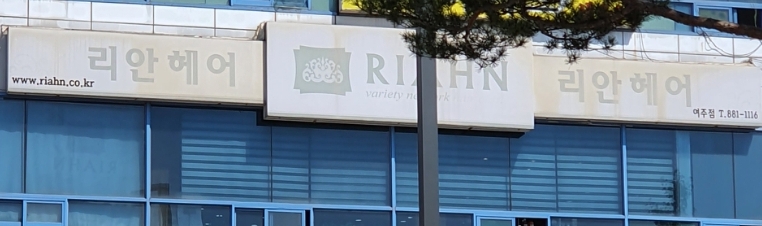 리안헤어
www.riahn.co.kr
RIAHN
variety network
리안헤어
여주점 T.881-1116